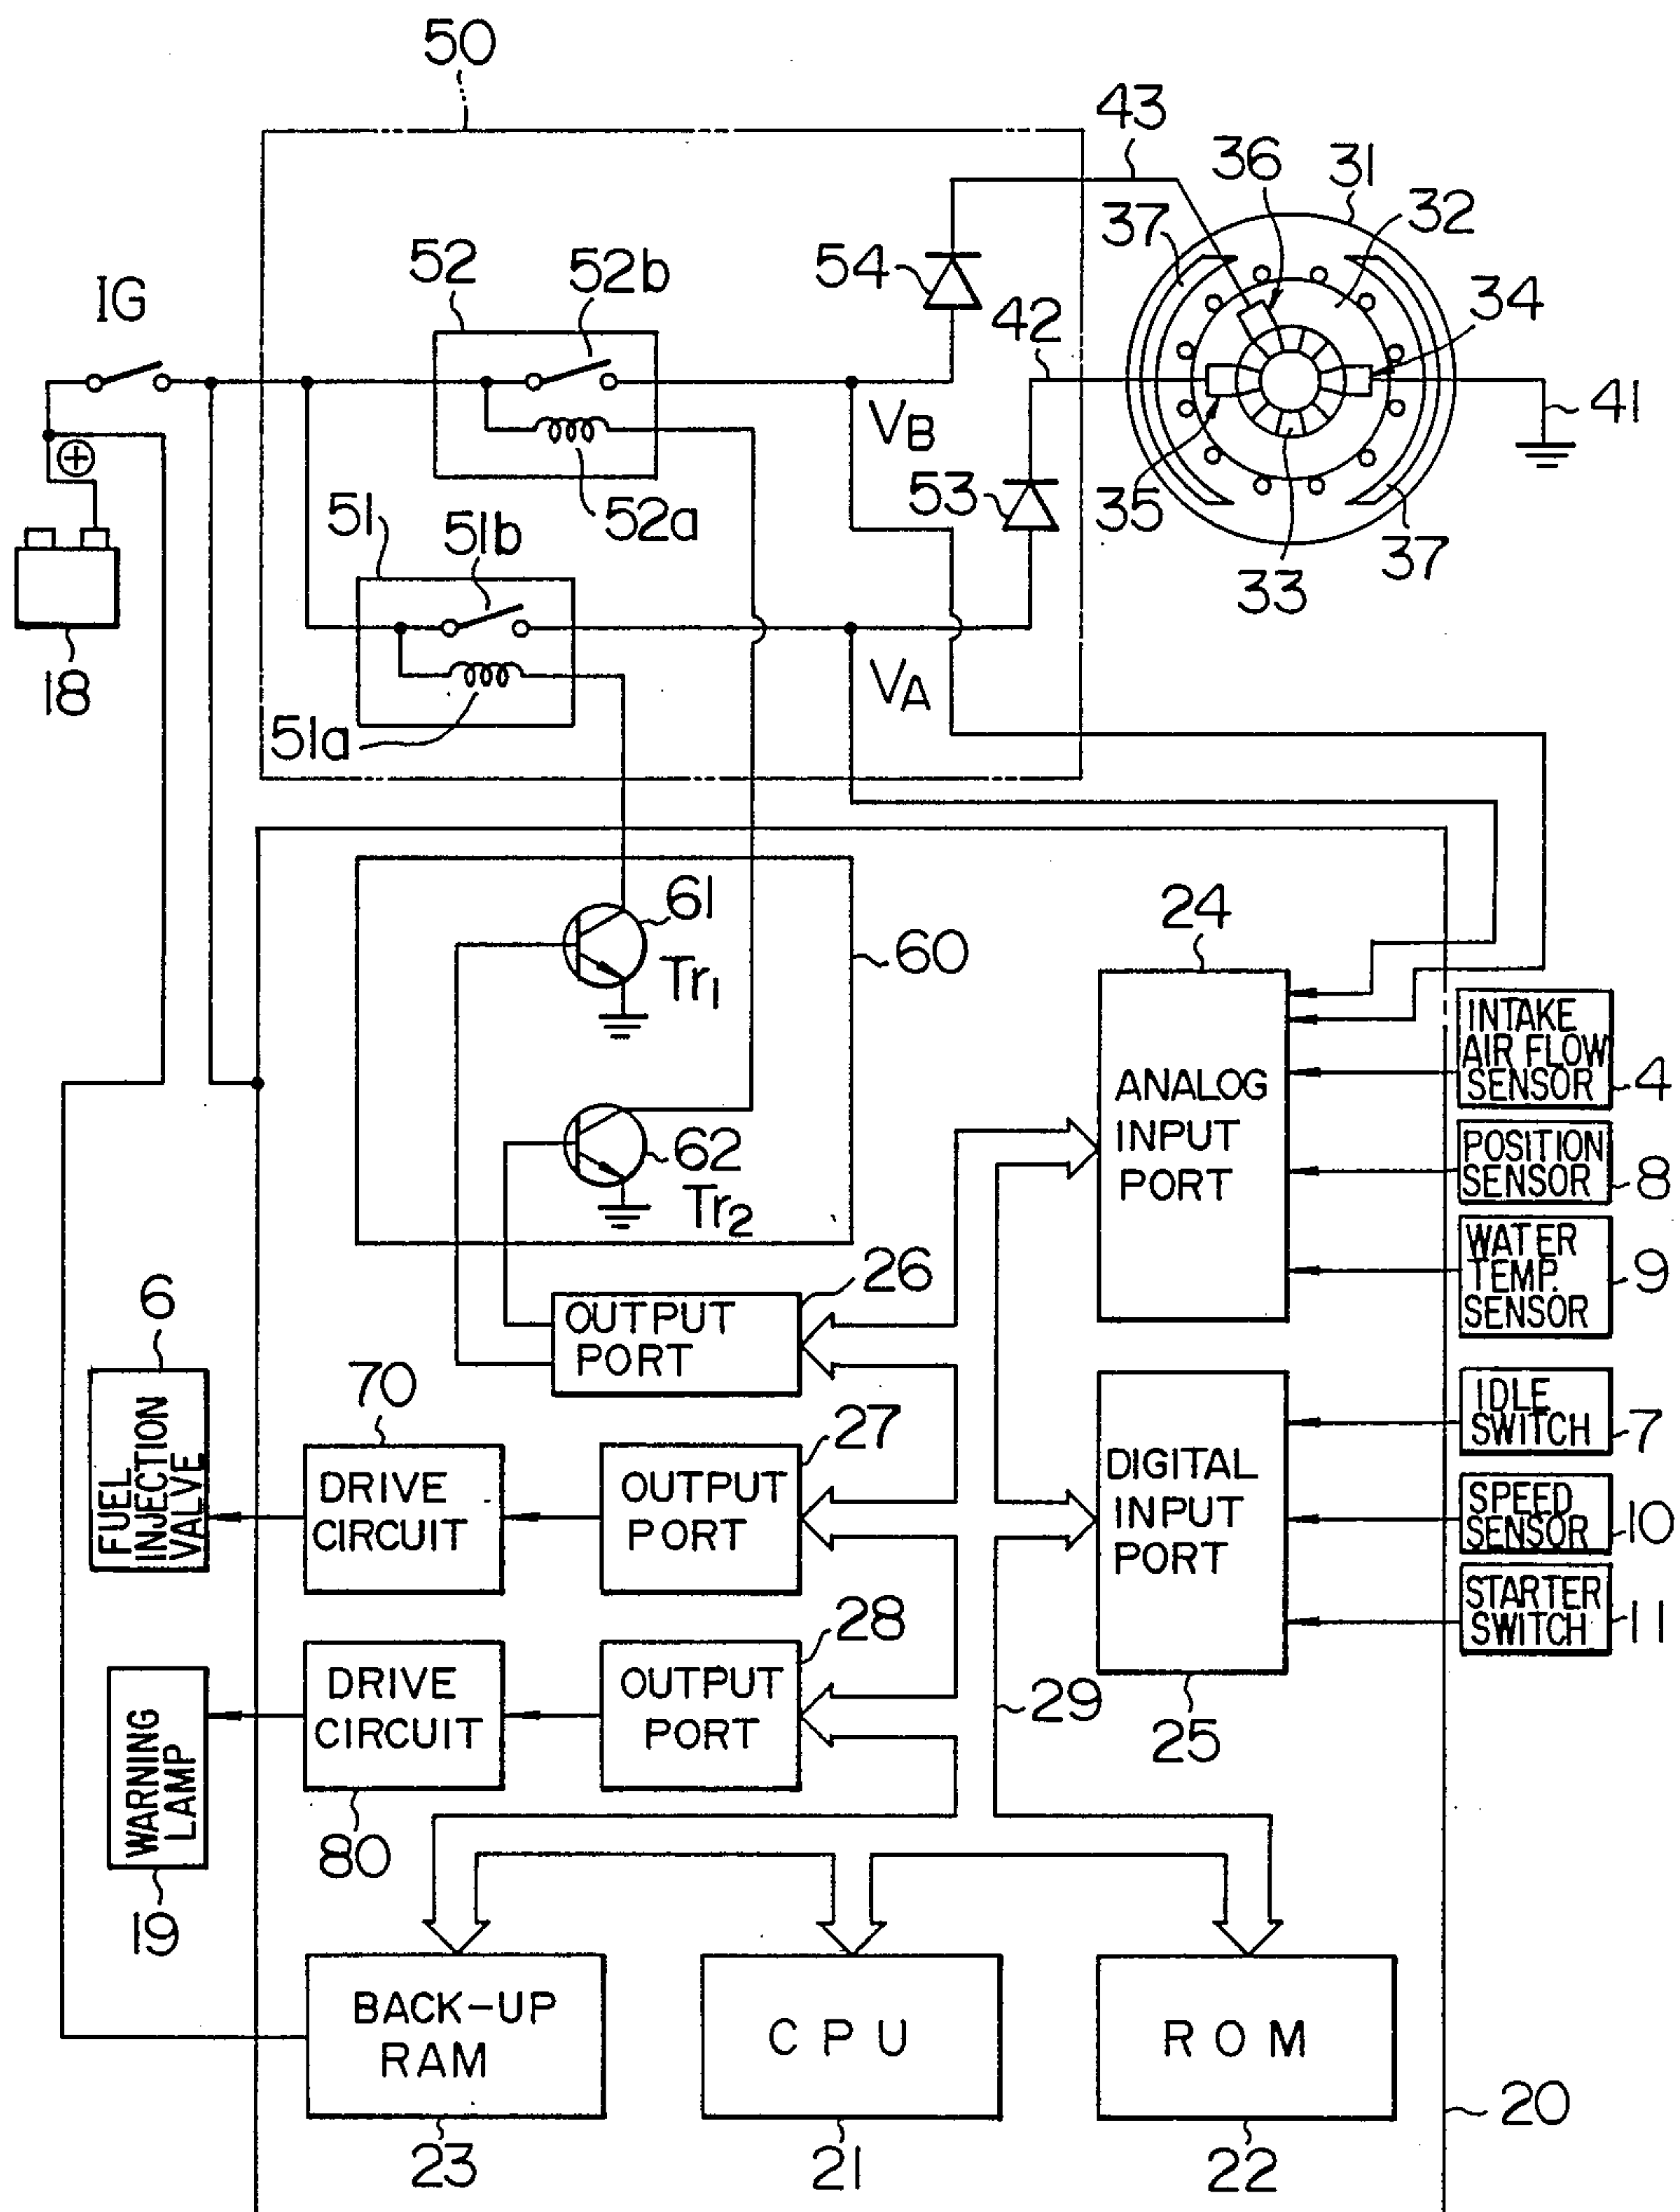 50
43
36
31
37
32
54
52
52b
IG
42
34
VB
41
53
35
52a
51
51b
33
37
18
VA
51a
61
24
60
Tr1
INTAKE
AIR FLOW
SENSOR
4
ANALOG
INPUT
PORT
62
Tr2
POSITION
SENSOR
8
26
WATER
TEMP.
SENSOR
9
6
OUTPUT
PORT
70
27
IDLE
SWITCH
7
FUEL
INJECTION
VALVE
DRIVE
CIRCUIT
OUTPUT
PORT
DIGITAL
INPUT
PORT
SPEED
SENSOR
10
28
STARTER
SWITCH
11
DRIVE
CIRCUIT
OUTPUT
PORT
29
25
WARNING
LAMP
80
19
BACK-UP
RAM
CPU
ROM
20
23
21
22